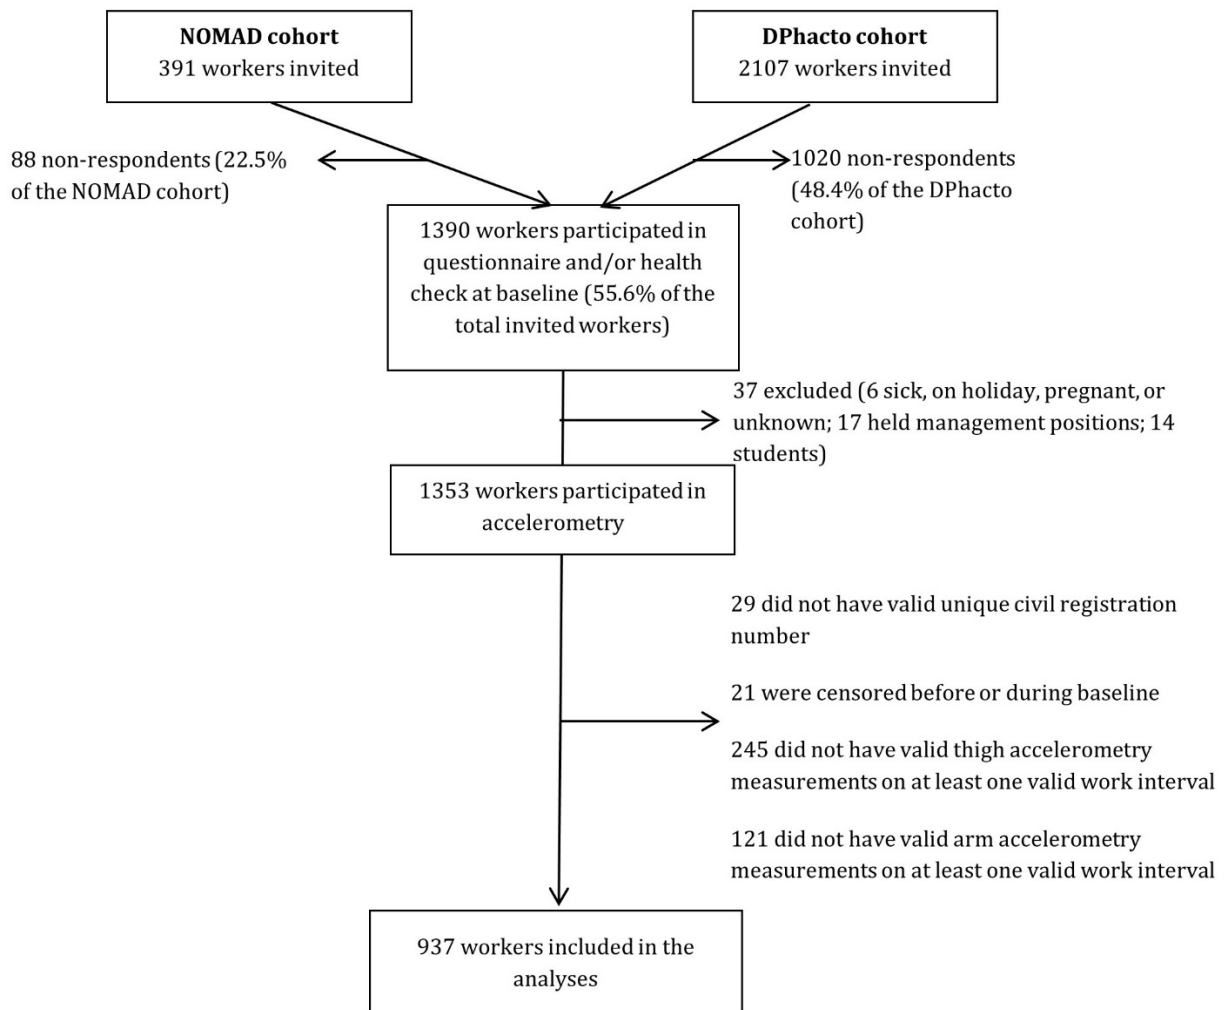 NOMAD cohort
391 workers invited
DPhacto cohort
2107 workers invited
88 non-respondents (22.5%
of the NOMAD cohort)
1020 non-respondents
(48.4% of the DPhacto
cohort)
1390 workers participated in
questionnaire and/or health
check at baseline (55.6% of the
total invited workers)
37 excluded (6 sick, on holiday, pregnant, or
unknown; 17 held management positions; 14
students)
1353 workers participated in
accelerometry
29 did not have valid unique civil registration
number
21 were censored before or during baseline
245 did not have valid thigh accelerometry
measurements on at least one valid work interval
121 did not have valid arm accelerometry
measurements on at least one valid work interval
937 workers included in the
analyses